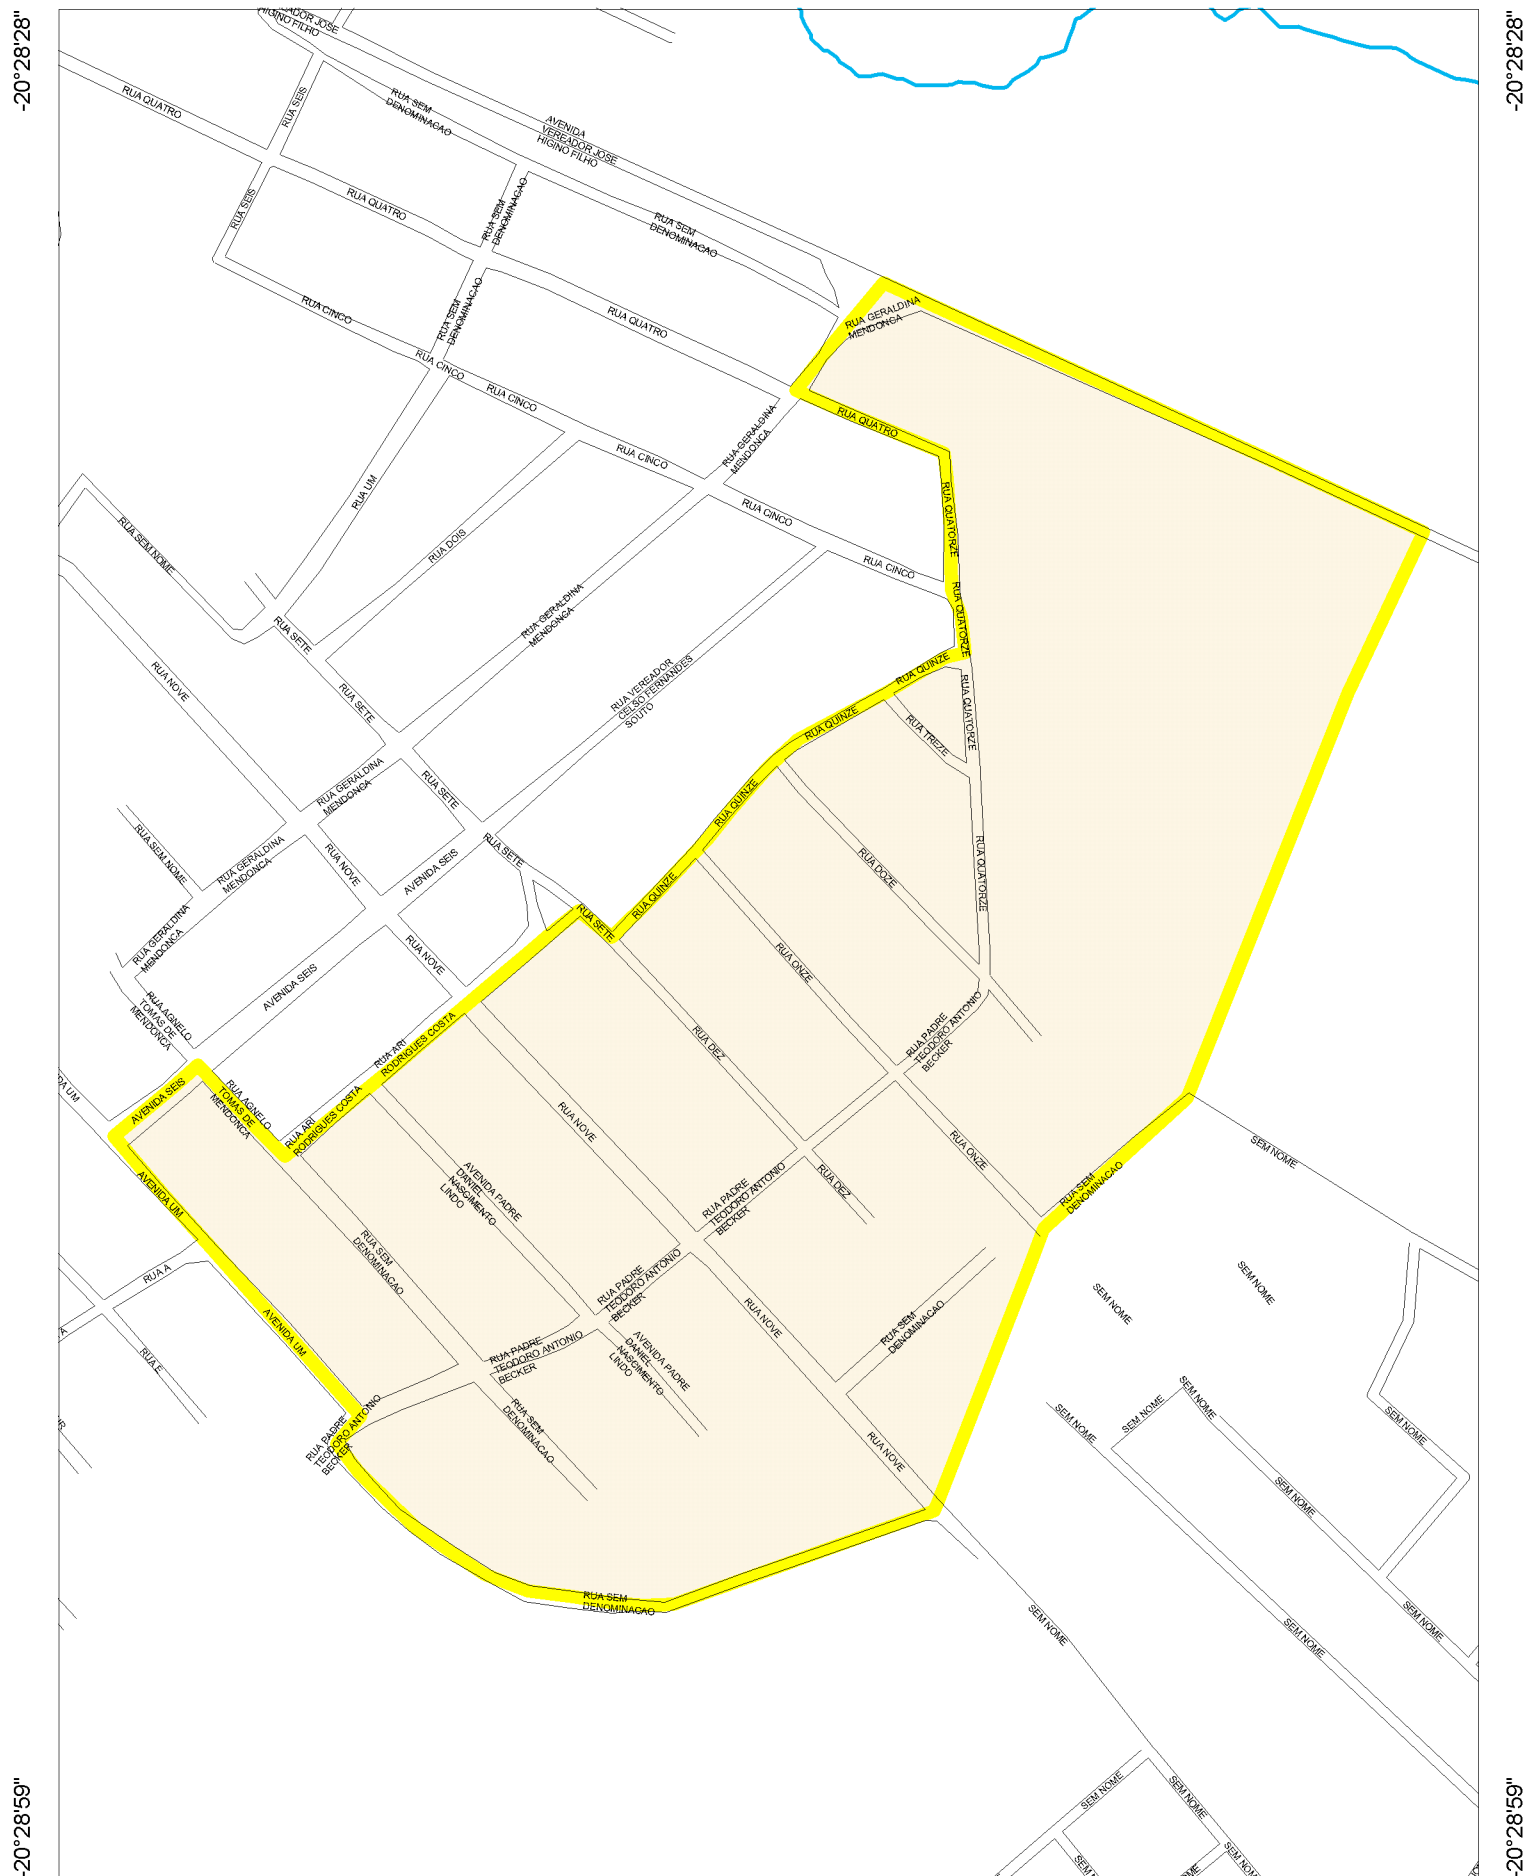 -20°28'28"
-20°28'28"
HIGINO FILHO
RUA QUATRO
RUA SEIS
RUA SEM
DENOMINACAO
AVENIDA
VEREADOR JOSE
HIGINO FILHO
RUA SEIS
RUA QUATRO
RUA SEM
DENOMINACAO
RUA SEM
DENOMINACAO
RUA CINCO
RUA SEM
DENOMINACAO
RUA QUATRO
RUA GERALDINA
MENDONCA
RUA CINCO
RUA CINCO
RUA QUATRO
RUA GERALDINA
MENDONCA
RUA CINCO
RUA UM
RUA CINCO
RUA QUATORZE
RUA SEM NOME
RUA DOIS
RUA CINCO
RUA GERALDINA
MENDONCA
RUA QUATORZE
RUA SETE
RUA NOVE
RUA SETE
RUA VEREADOR
CELSO FERNANDES
SOUTO
RUA QUINZE
RUA QUATORZE
RUA QUINZE
RUA TREZE
RUA GERALDINA
MENDONCA
RUA SETE
RUA QUINZE
RUA SEM NOME
RUA GERALDINA
MENDONCA
RUA NOVE
RUA SETE
AVENIDA SEIS
RUA DOZE
RUA QUATORZE
RUA QUINZE
RUA SETE
RUA GERALDINA
MENDONCA
RUA NOVE
AVENIDA SEIS
RUA ONZE
RUA AGNELO
TOMAS DE
MENDONCA
RUA ARI
RODRIGUES COSTA
RUA DEZ
RUA PADRE
TEODORO ANTONIO
BECKER
AVENIDA SEIS
RUA AGNELO
TOMAS DE
MENDONCA
RUA ARI
RODRIGUES COSTA
RUA NOVE
RUA ONZE
SEM NOME
AVENIDA UM
AVENIDA PADRE
DANIEL
NASCIMENTO
LINDO
RUA PADRE
TEODORO ANTONIO
BECKER
RUA DEZ
RUA SEM
DENOMINACAO
RUA A
RUA SEM
DENOMINACAO
RUA PADRE
TEODORO ANTONIO
BECKER
RUA NOVE
SEM NOME
SEM NOME
RUA E
AVENIDA UM
RUA PADRE
TEODORO ANTONIO
BECKER
AVENIDA PADRE
DANIEL
NASCIMENTO
LINDO
RUA SEM
DENOMINACAO
RUA PADRE
TEODORO ANTONIO
BECKER
RUA SEM
DENOMINACAO
RUA NOVE
SEM NOME
SEM NOME
SEM NOME
SEM NOME
SEM NOME
RUA SEM
DENOMINACAO
SEM NOME
SEM NOME
SEM NOME
SEM NOME
SEM NOME
-20°28'59"
-20°28'59"